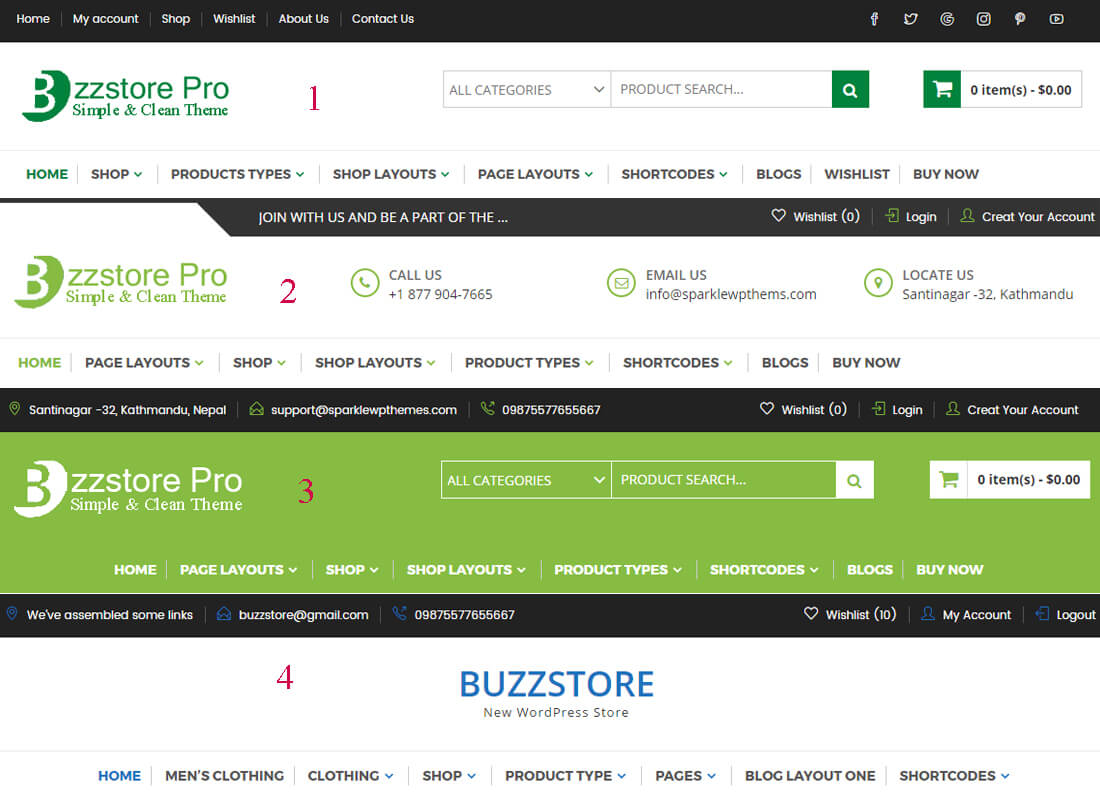 Home My account Shop Wishlist About Us Contact Us
Bzzstore Pro
Simple & Clean Theme
1
ALL CATEGORIES PRODUCT SEARCH... 0 item(s) - $0.00
HOME SHOP PRODUCTS TYPES SHOP LAYOUTS PAGE LAYOUTS SHORTCODES BLOGS WISHLIST BUY NOW
JOIN WITH US AND BE A PART OF THE ... Wishlist (0) Login Creat Your Account
Bzzstore Pro
Simple & Clean Theme
2
CALL US EMAIL US LOCATE US
+1 877 904-7665 info@sparklewpthems.com Santinagar -32, Kathmandu
HOME PAGE LAYOUTS SHOP SHOP LAYOUTS PRODUCT TYPES SHORTCODES BLOGS BUY NOW
Santinagar -32, Kathmandu, Nepal support@sparklewpthemes.com 09875577655667 Wishlist (0) Login Creat Your Account
Bzzstore Pro
Simple & Clean Theme
3
ALL CATEGORIES PRODUCT SEARCH... 0 item(s) - $0.00
HOME PAGE LAYOUTS SHOP SHOP LAYOUTS PRODUCT TYPES SHORTCODES BLOGS BUY NOW
We've assembled some links buzzstore@gmail.com 09875577655667 Wishlist (10) My Account Logout
4
BUZZSTORE
New WordPress Store
HOME MEN'S CLOTHING CLOTHING SHOP PRODUCT TYPE PAGES BLOG LAYOUT ONE SHORTCODES